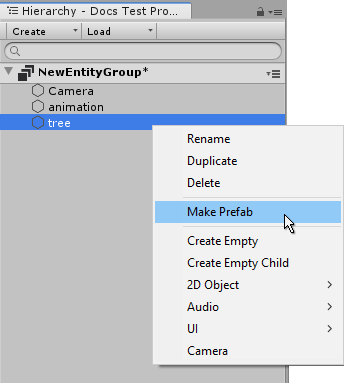 Hierarchy - Docs Test Pro...
Create Load
NewEntityGroup*
Camera
animation
tree
Rename
Duplicate
Delete
Make Prefab
Create Empty
Create Empty Child
2D Object
Audio
UI
Camera